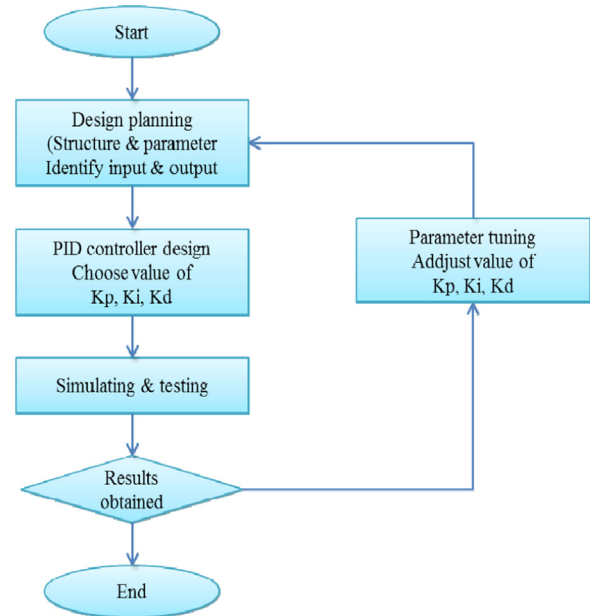 Start
Design planning
(Structure & parameter
Identify input & output
PID controller design
Choose value of
Kp, Ki, Kd
Simulating & testing
Results
obtained
End
Parameter tuning
Addjust value of
Kp, Ki, Kd